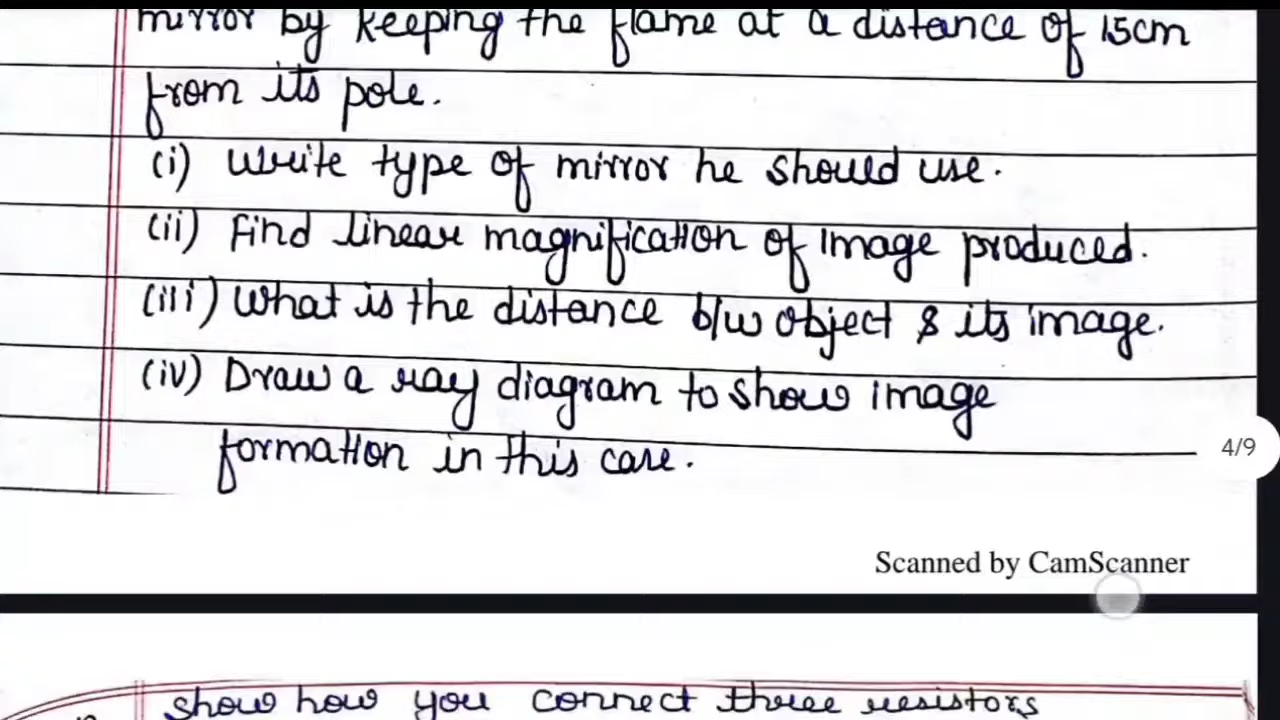 mirror by keeping the flame at a distance of 15cm
from its pole.
(i) Write type of mirror he should use.
(ii) Find linear magnification of image produced.
(iii) What is the distance b/w object & its image.
(iv) Draw a ray diagram to show image
formation in this case.
4/9
Scanned by CamScanner
show how you connect three resistors